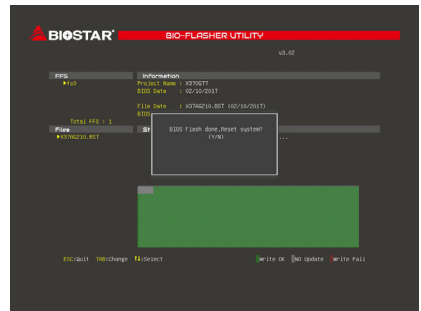 BIOSTAR
BIO-FLASHER UTILITY
v3.02
FFS
Information
▶fs0
Project Name : X370GT7
BIOS Date : 02/10/2017
File Date : X37AG210.BST (02/10/2017)
BIOS
Total FFS : 1
Files
St
▶X37AG210.BST
BIOS Flash done,Reset system?
(Y/N)
...
ESC:Quit TAB:Change ↑↓:Select
Write OK NO Update Write Fail